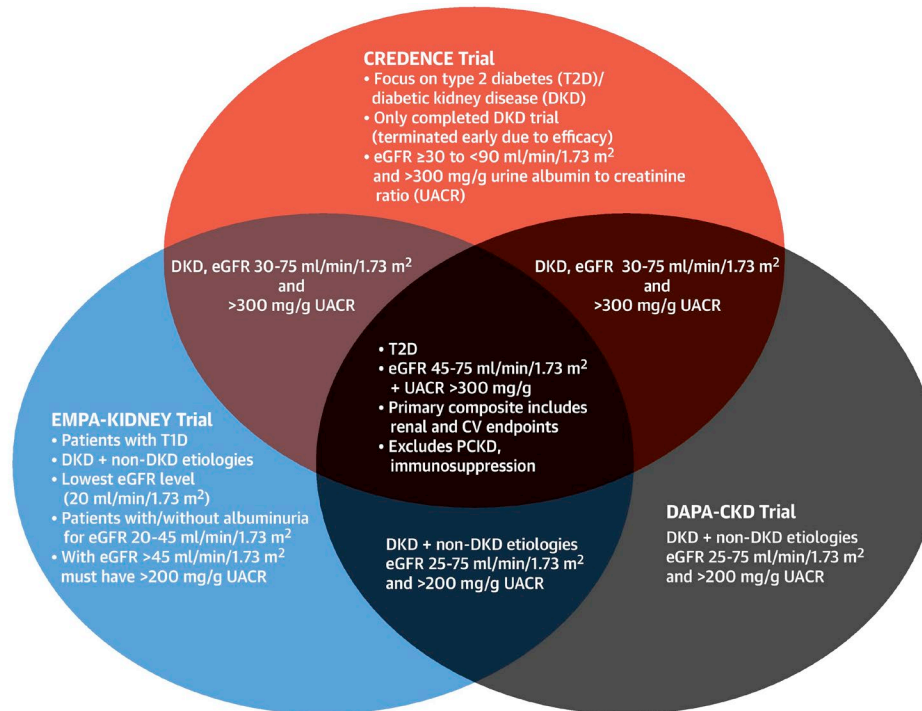 CREDENCE Trial
• Focus on type 2 diabetes (T2D)/
diabetic kidney disease (DKD)
• Only completed DKD trial
(terminated early due to efficacy)
• eGFR ≥30 to <90 ml/min/1.73 m²
and >300 mg/g urine albumin to creatinine
ratio (UACR)
DKD, eGFR 30-75 ml/min/1.73 m²
and
>300 mg/g UACR
DKD, eGFR 30-75 ml/min/1.73 m²
and
>300 mg/g UACR
• T2D
• eGFR 45-75 ml/min/1.73 m²
+ UACR >300 mg/g
• Primary composite includes
renal and CV endpoints
• Excludes PCKD,
immunosuppression
EMPA-KIDNEY Trial
• Patients with T1D
• DKD + non-DKD etiologies
• Lowest eGFR level
(20 ml/min/1.73 m²)
• Patients with/without albuminuria
for eGFR 20-45 ml/min/1.73 m²
• With eGFR >45 ml/min/1.73 m²
must have >200 mg/g UACR
DKD + non-DKD etiologies
eGFR 25-75 ml/min/1.73 m²
and >200 mg/g UACR
DAPA-CKD Trial
DKD + non-DKD etiologies
eGFR 25-75 ml/min/1.73 m²
and >200 mg/g UACR